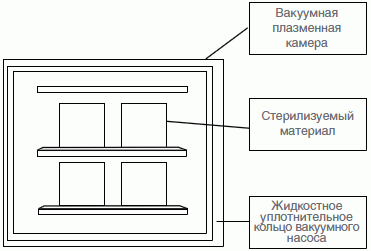 Вакуумная
плазменная
камера
Стерилизуемый
материал
Жидкостное
уплотнительное
кольцо вакуумного
насоса